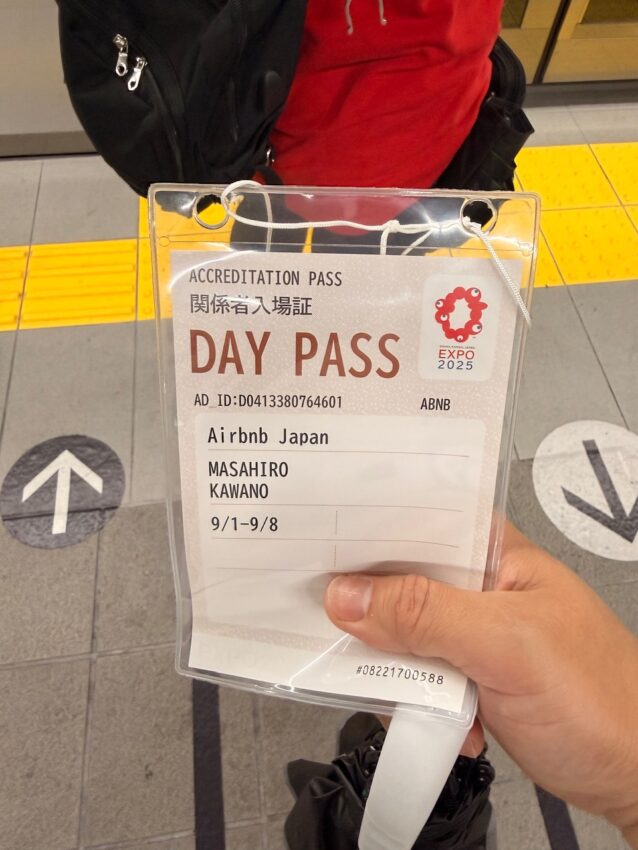 ACCREDITATION PASS
関係者入場証
DAY PASS
EXPO
2025
AD_ID:D0413380764601 ABNB
Airbnb Japan
MASAHIRO
KAWANO
9/1-9/8
#08221700588